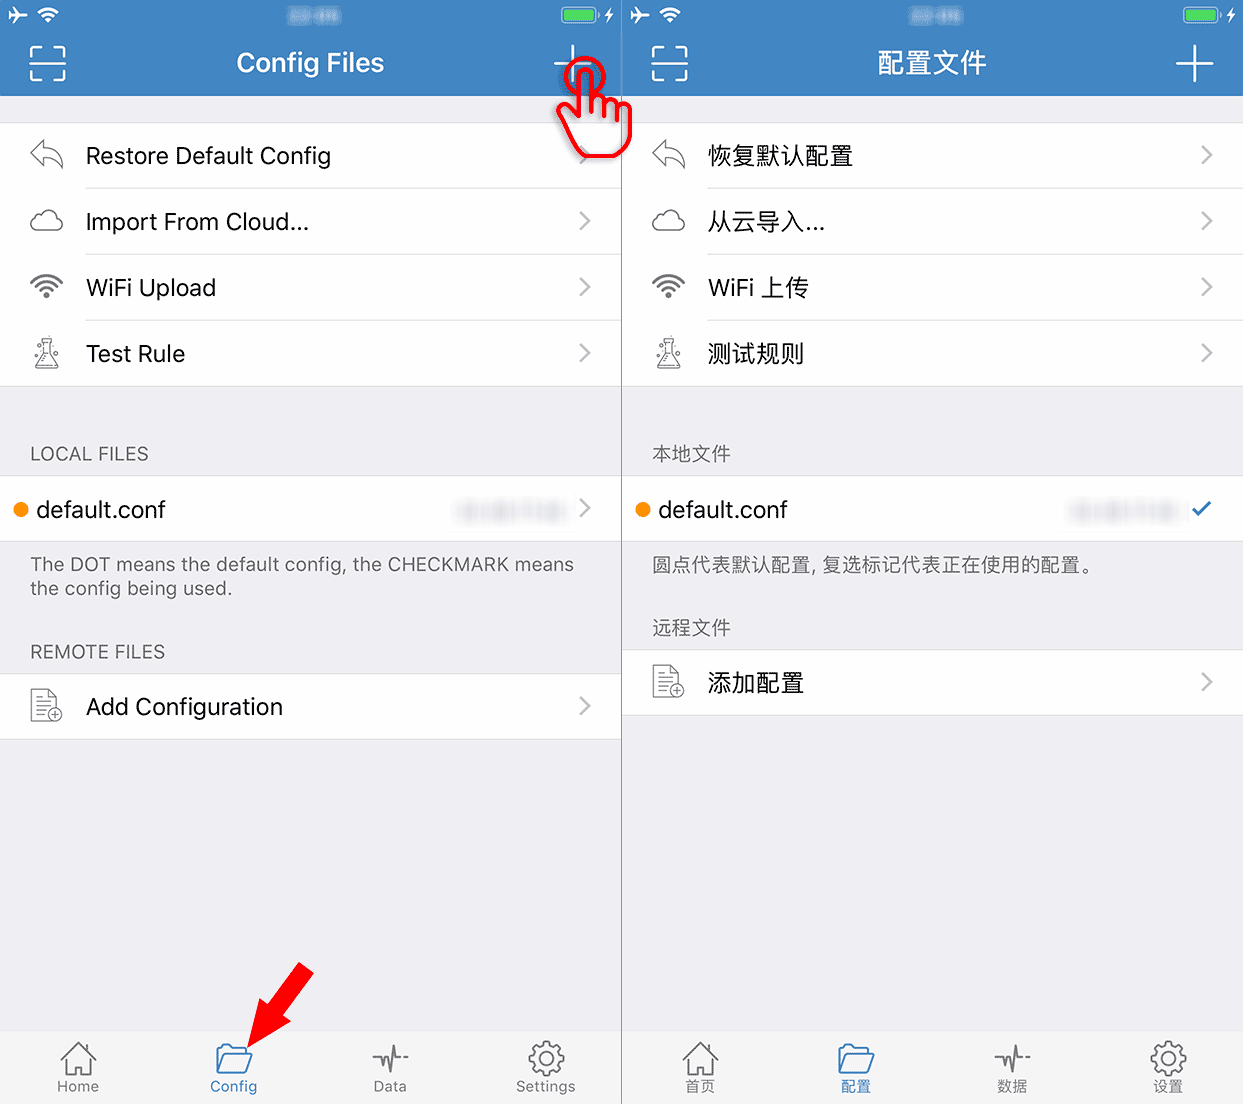 Config Files
Restore Default Config
Import From Cloud...
WiFi Upload
Test Rule
LOCAL FILES
default.conf
The DOT means the default config, the CHECKMARK means
the config being used.
REMOTE FILES
Add Configuration
Home
Config
Data
Settings
配置文件
恢复默认配置
从云导入...
WiFi 上传
测试规则
本地文件
default.conf
圆点代表默认配置, 复选标记代表正在使用的配置。
远程文件
添加配置
首页
配置
数据
设置